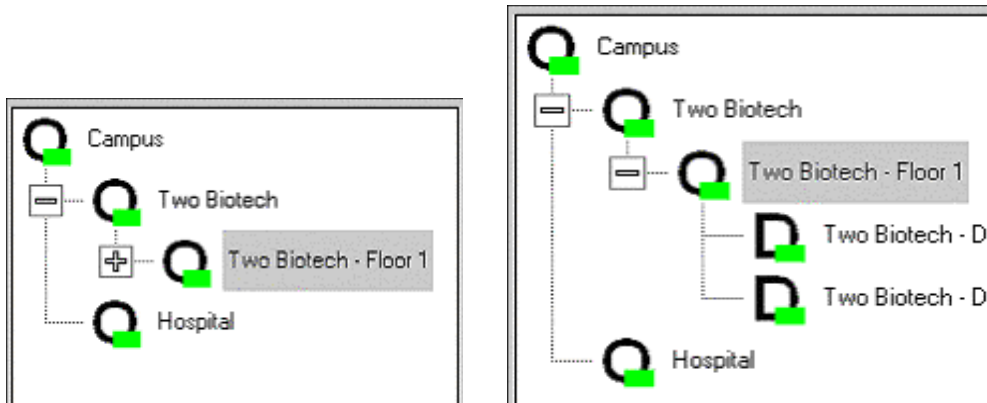 Campus
Two Biotech
Two Biotech - Floor 1
Hospital
Campus
Two Biotech
Two Biotech - Floor 1
Two Biotech - D
Two Biotech - D
Hospital